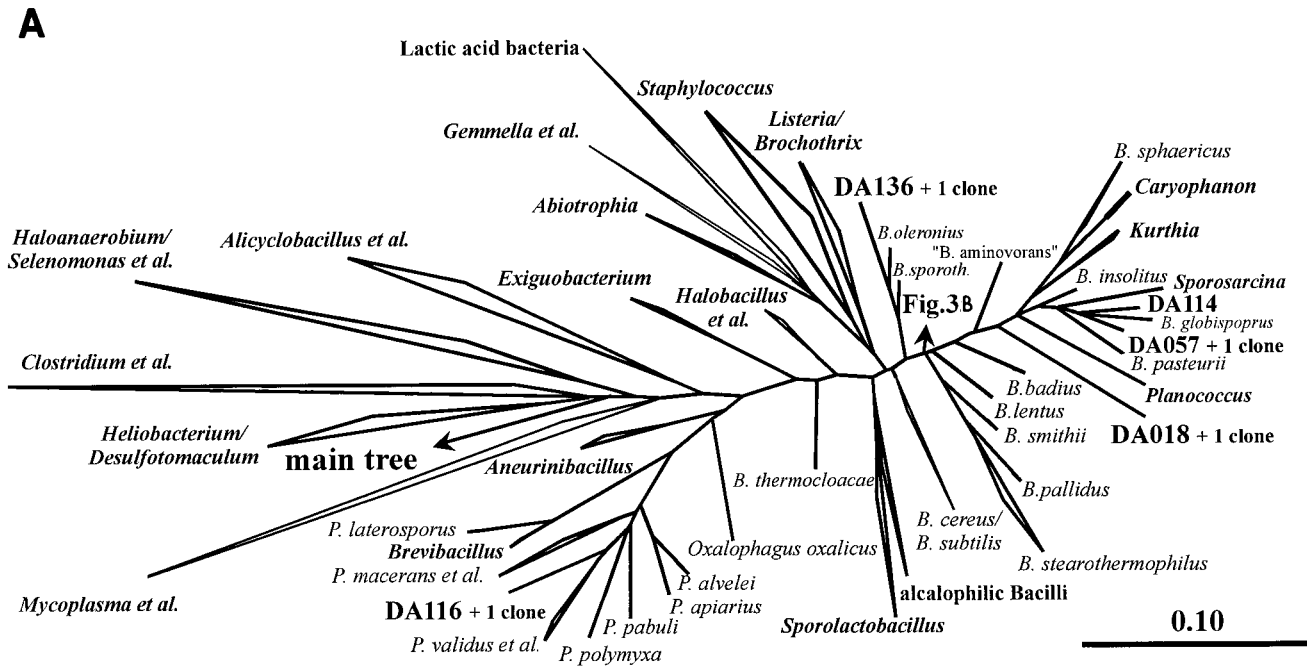 A
Lactic acid bacteria
Staphylococcus
Gemmella et al.
Listeria/
Brochothrix
B. sphaericus
DA136 + 1 clone
Caryophanon
Abiotrophia
Kurthia
Haloanaerobium/
Selenomonas et al.
Alicyclobacillus et al.
B.oleronius
"B. aminovorans"
B.sporoth.
Exiguobacterium
Halobacillus
et al.
Fig.3B
B. insolitus
Sporosarcina
DA114
B. globispoprus
DA057 + 1 clone
B. pasteurii
Clostridium et al.
B.badius
Planococcus
B.lentus
B. smithii
DA018 + 1 clone
Heliobacterium/
Desulfotomaculum
main tree
Aneurinibacillus
B. thermocloacae
B.pallidus
P. laterosporus
Brevibacillus
B. cereus/
B. subtilis
Oxalophagus oxalicus
B. stearothermophilus
P. macerans et al.
P. alvelei
P. apiarius
alcalophilic Bacilli
Mycoplasma et al.
DA116 + 1 clone
P. pabuli
Sporolactobacillus
0.10
P. validus et al.
P. polymyxa